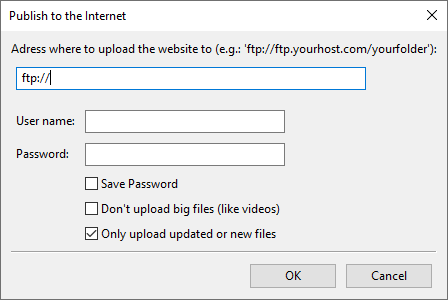 Publish to the Internet
Adress where to upload the website to (e.g.: 'ftp://ftp.yourhost.com/yourfolder'):
ftp://
User name:
Password:
Save Password
Don't upload big files (like videos)
Only upload updated or new files
OK Cancel